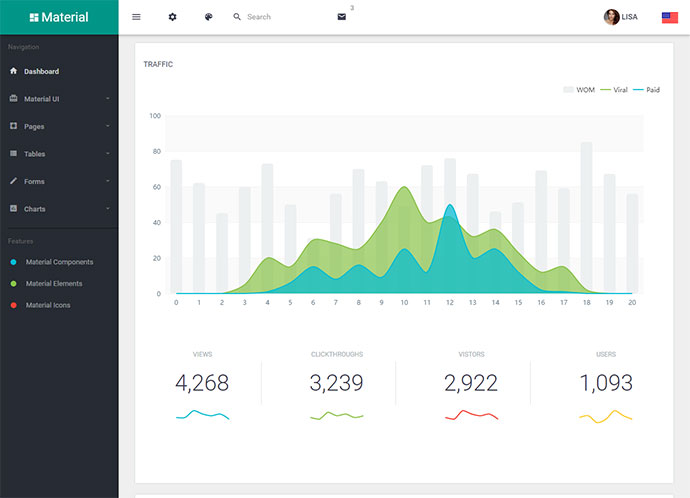 Material
Search
3
LISA
Navigation
Dashboard
Material UI
Pages
Tables
Forms
Charts
Features
Material Components
Material Elements
Material Icons
TRAFFIC
WOM Viral Paid
100
80
60
40
20
0
0 1 2 3 4 5 6 7 8 9 10 11 12 13 14 15 16 17 18 19 20
VIEWS CLICKTHROUGHS VISTORS USERS
4,268 3,239 2,922 1,093